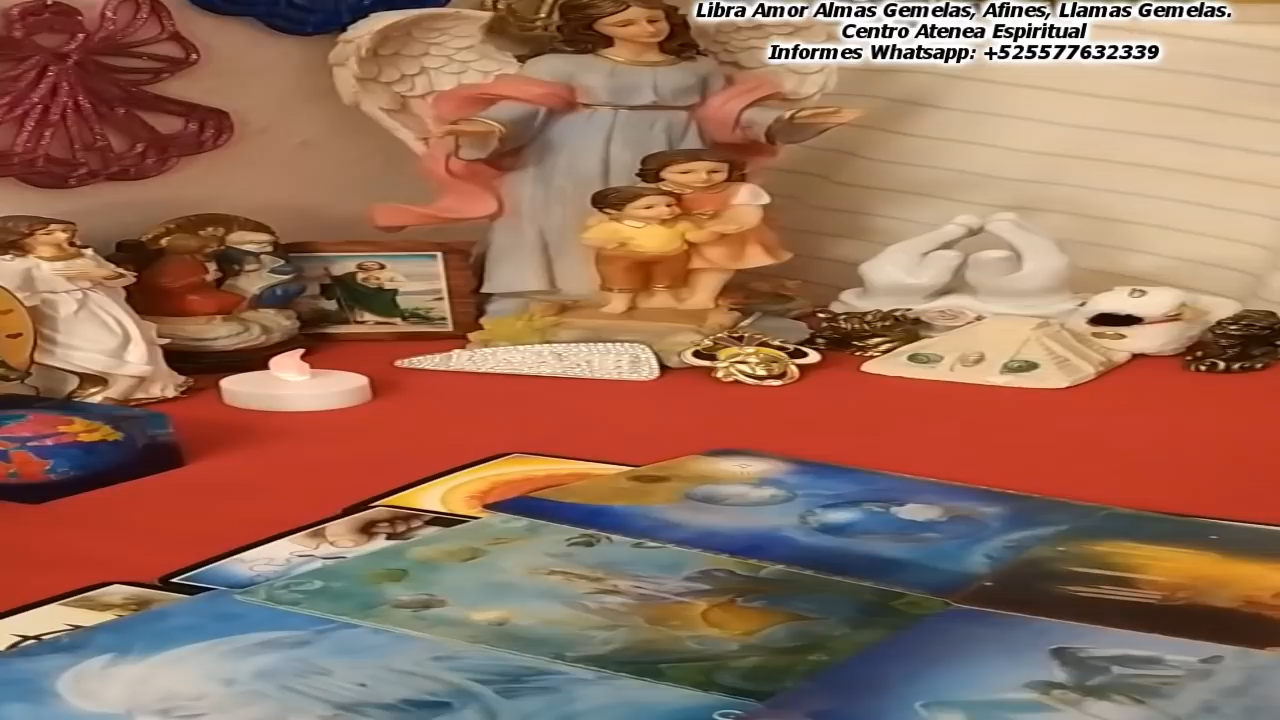 Libra Amor Almas Gemelas, Afines, Llamas Gemelas.
Centro Atenea Espiritual
Informes Whatsapp: +525577632339